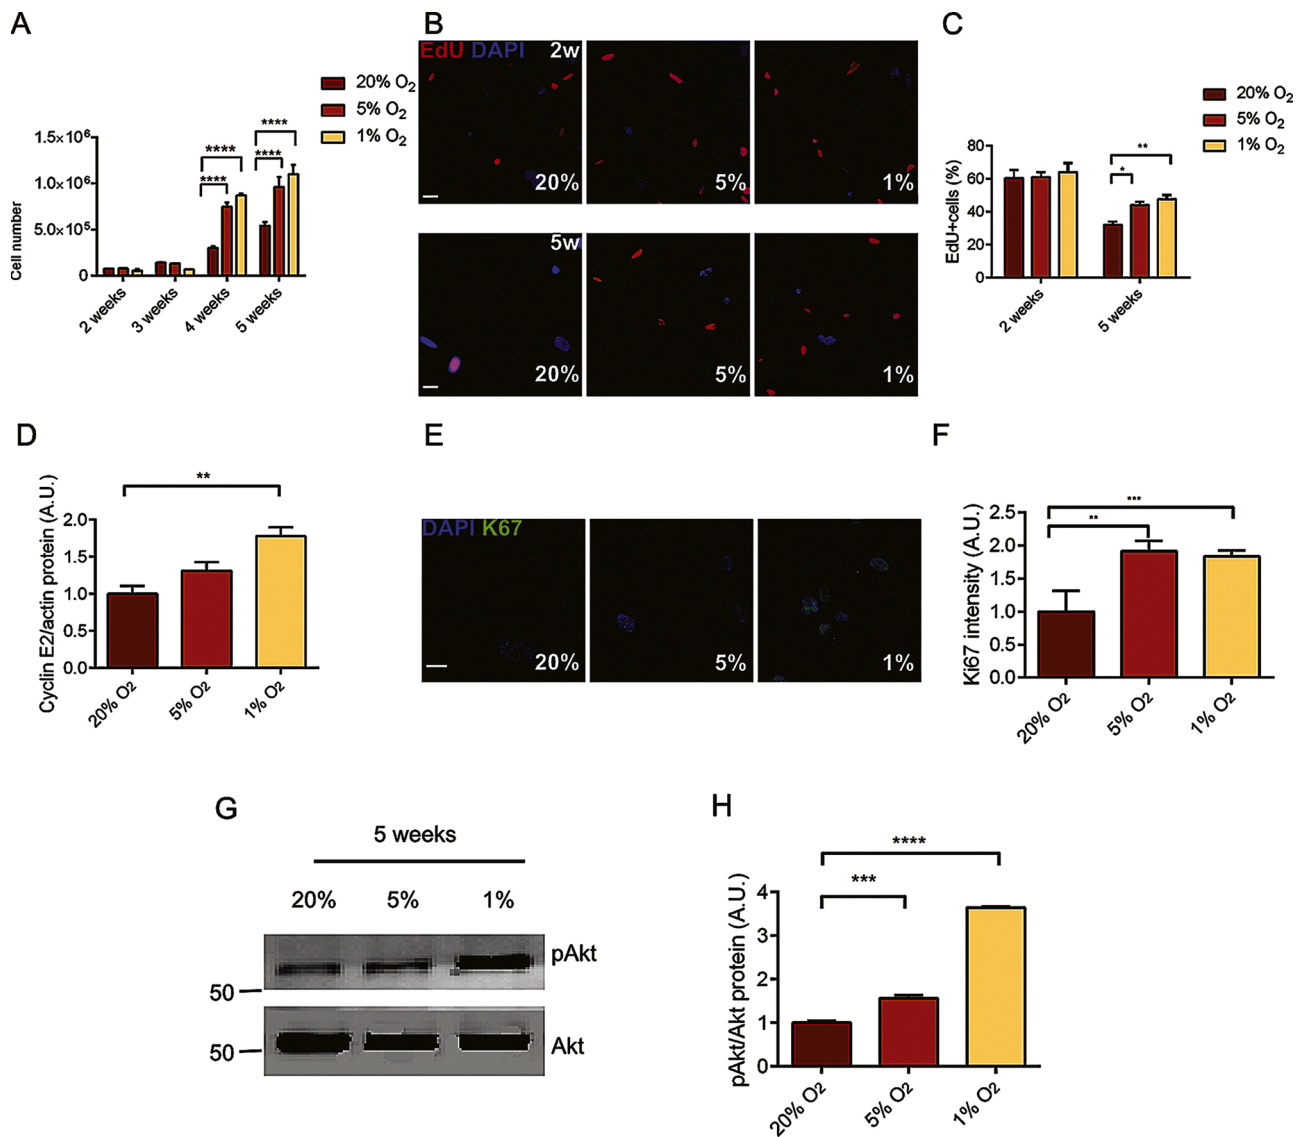 A
20% O2
5% O2
1% O2
Cell number
1.5×10^6
1.0×10^6
5.0×10^5
0
**** **** **** ****
2 weeks 3 weeks 4 weeks 5 weeks
B
EdU DAPI 2w
20% 5% 1%
5w
20% 5% 1%
C
20% O2
5% O2
1% O2
EdU+cells (%)
80
60
40
20
0
* **
2 weeks 5 weeks
D
Cyclin E2/actin protein (A.U.)
2.0
1.5
1.0
0.5
0.0
**
20% O2 5% O2 1% O2
E
DAPI K67
20% 5% 1%
F
Ki67 intensity (A.U.)
2.5
2.0
1.5
1.0
0.5
0.0
** ***
20% O2 5% O2 1% O2
G
5 weeks
20% 5% 1%
pAkt
50
Akt
50
H
pAkt/Akt protein (A.U.)
4
3
2
1
0
*** ****
20% O2 5% O2 1% O2